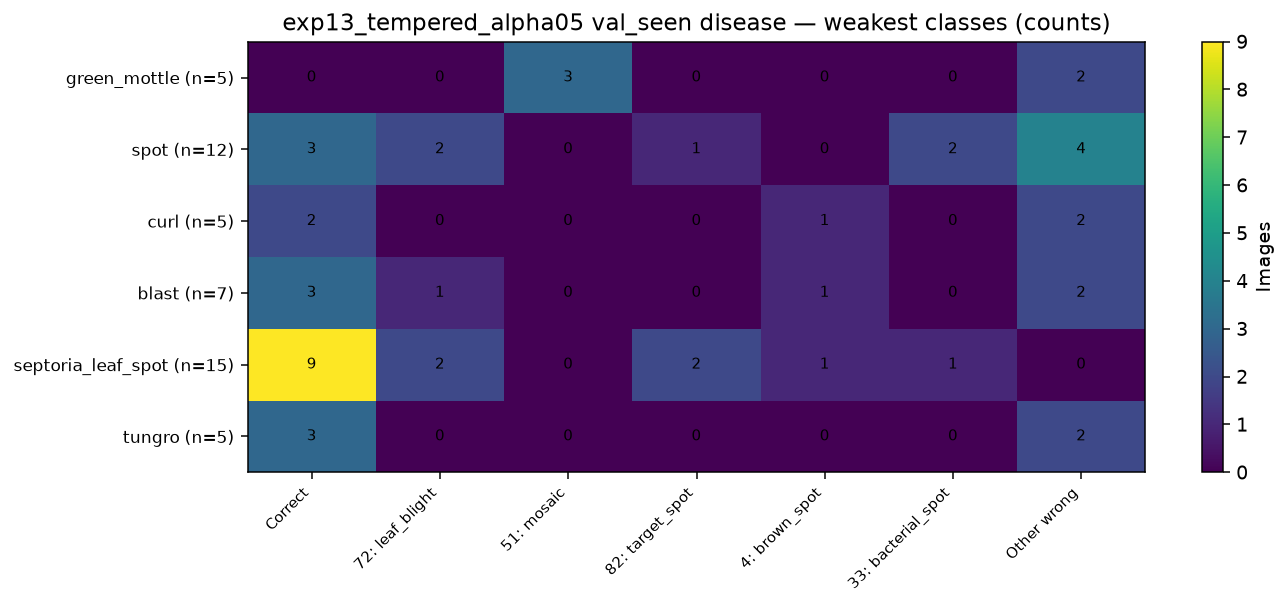 exp13_tempered_alpha05 val_seen disease — weakest classes (counts)
green_mottle (n=5) 0 0 3 0 0 0 2
spot (n=12) 3 2 0 1 0 2 4
curl (n=5) 2 0 0 0 1 0 2
blast (n=7) 3 1 0 0 1 0 2
septoria_leaf_spot (n=15) 9 2 0 2 1 1 0
tungro (n=5) 3 0 0 0 0 0 2
Correct
72: leaf_blight
51: mosaic
82: target_spot
4: brown_spot
33: bacterial_spot
Other wrong
9
8
7
6
5
4
3
2
1
0
Images